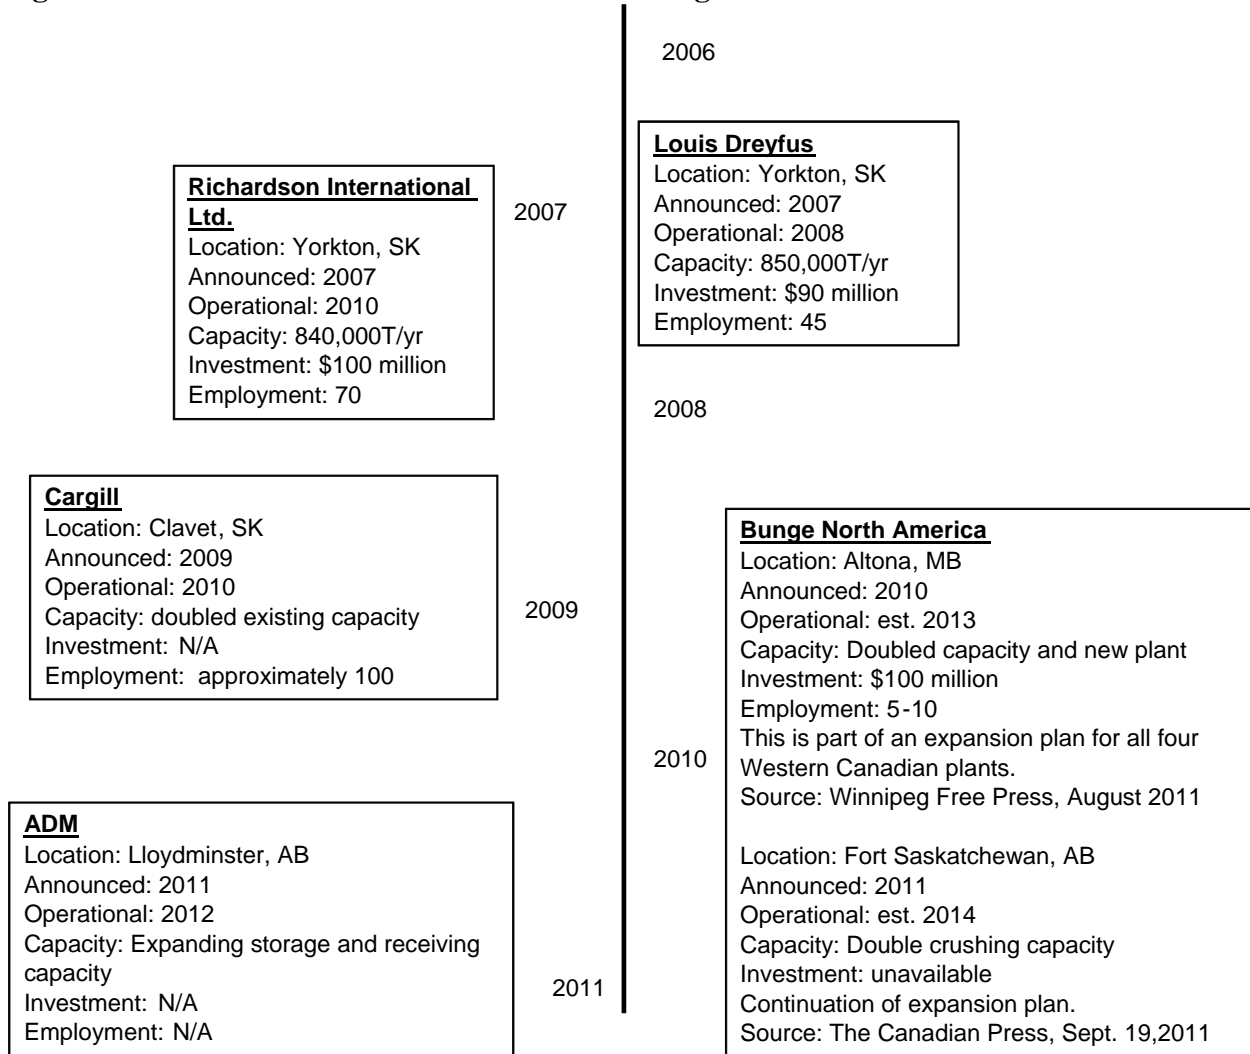 2006
Louis Dreyfus
Location: Yorkton, SK
Announced: 2007
Operational: 2008
Capacity: 850,000T/yr
Investment: $90 million
Employment: 45
Richardson International
Ltd.
Location: Yorkton, SK
Announced: 2007
Operational: 2010
Capacity: 840,000T/yr
Investment: $100 million
Employment: 70
2007
2008
Cargill
Location: Clavet, SK
Announced: 2009
Operational: 2010
Capacity: doubled existing capacity
Investment: N/A
Employment: approximately 100
2009
Bunge North America
Location: Altona, MB
Announced: 2010
Operational: est. 2013
Capacity: Doubled capacity and new plant
Investment: $100 million
Employment: 5-10
This is part of an expansion plan for all four
Western Canadian plants.
Source: Winnipeg Free Press, August 2011
Location: Fort Saskatchewan, AB
Announced: 2011
Operational: est. 2014
Capacity: Double crushing capacity
Investment: unavailable
Continuation of expansion plan.
Source: The Canadian Press, Sept. 19,2011
2010
ADM
Location: Lloydminster, AB
Announced: 2011
Operational: 2012
Capacity: Expanding storage and receiving
capacity
Investment: N/A
Employment: N/A
2011